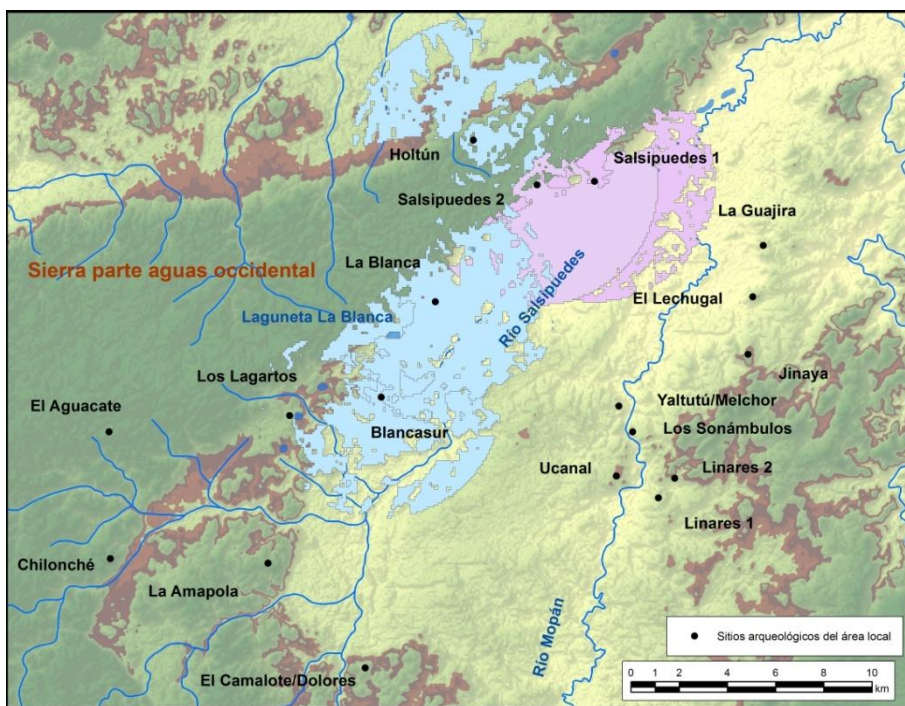 Holtún
Salsipuedes 1
Salsipuedes 2
La Guajira
Sierra parte aguas occidental
La Blanca
Río Salsipuedes
El Lechugal
Laguneta La Blanca
Jinaya
Los Lagartos
Yaltutú/Melchor
El Aguacate
Blancasur
Los Sonámbulos
Ucanal
Linares 2
Linares 1
Chilonché
La Amapola
Río Mopán
El Camalote/Dolores
Sitios arqueológicos del área local
0 1 2 4 6 8 10
km